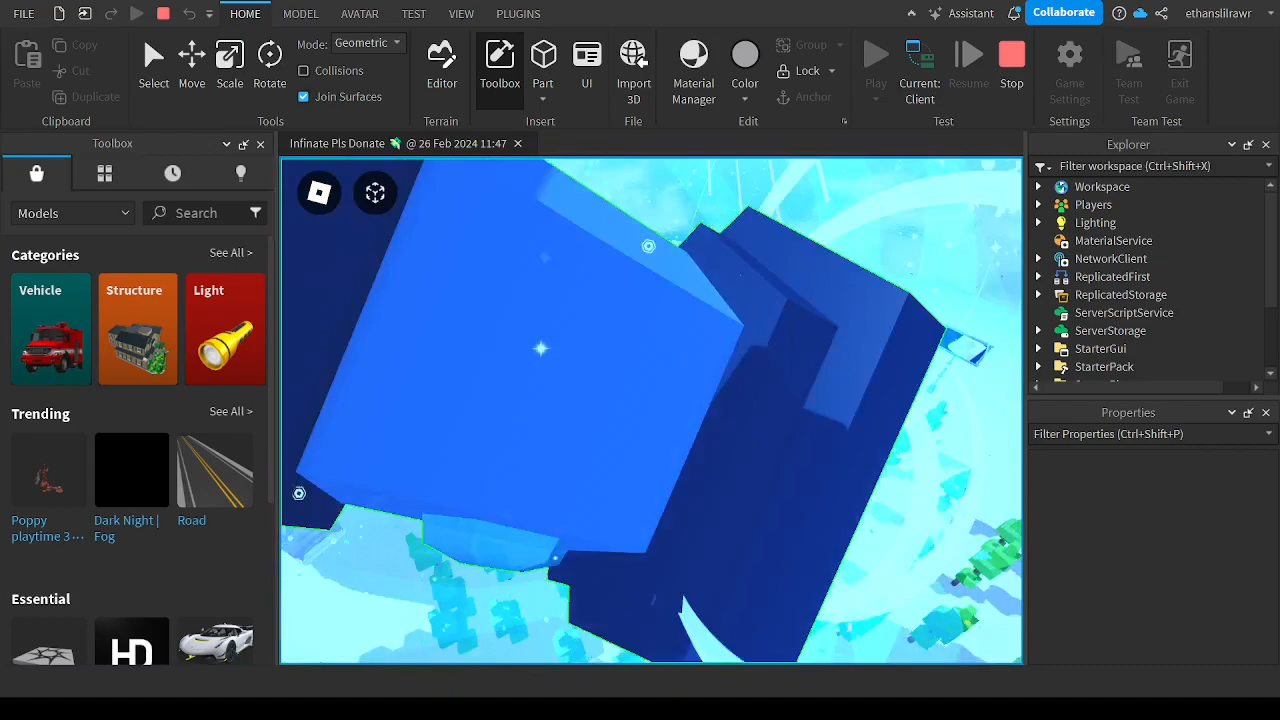 FILE HOME MODEL AVATAR TEST VIEW PLUGINS Assistant Collaborate ethanslilrawr
Paste Copy Cut Duplicate Clipboard
Select Move Scale Rotate Mode: Geometric Collisions Join Surfaces Tools
Editor Terrain
Toolbox Part UI Insert
Import 3D File
Material Manager Color Group Lock Anchor Edit
Play Current: Client Resume Stop Test
Game Settings Settings
Team Test Exit Game Team Test
Toolbox
Models Search
Categories See All >
Vehicle Structure Light
Trending See All >
Poppy playtime 3 ... Dark Night | Fog Road
Essential
HD
Infinate Pls Donate @ 26 Feb 2024 11:47
Explorer
Filter workspace (Ctrl+Shift+X)
Workspace
Players
Lighting
MaterialService
NetworkClient
ReplicatedFirst
ReplicatedStorage
ServerScriptService
ServerStorage
StarterGui
StarterPack
Properties
Filter Properties (Ctrl+Shift+P)